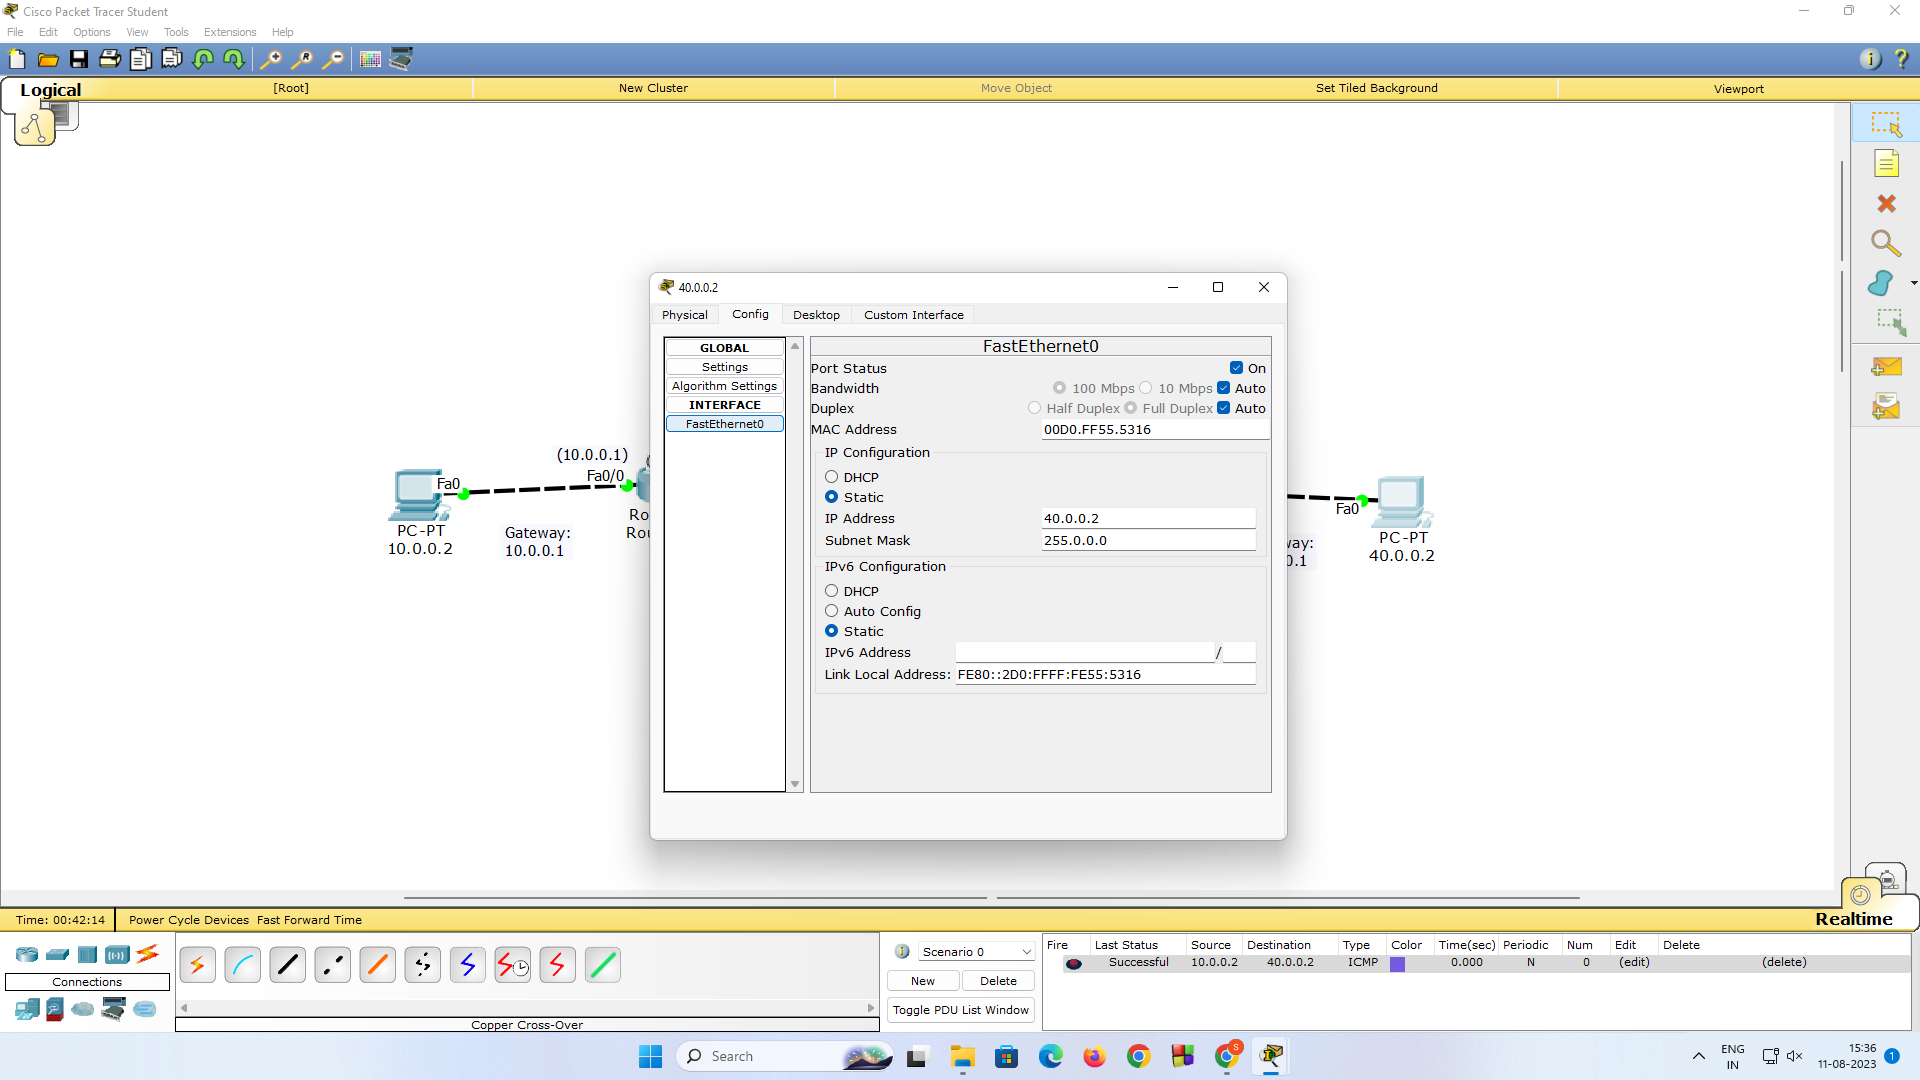 Cisco Packet Tracer Student
File Edit Options View Tools Extensions Help
Logical [Root] New Cluster Move Object Set Tiled Background Viewport
40.0.0.2
Physical Config Desktop Custom Interface
GLOBAL
Settings
Algorithm Settings
INTERFACE
FastEthernet0
FastEthernet0
Port Status On
Bandwidth 100 Mbps 10 Mbps Auto
Duplex Half Duplex Full Duplex Auto
MAC Address 00D0.FF55.5316
IP Configuration
DHCP
Static
IP Address 40.0.0.2
Subnet Mask 255.0.0.0
IPv6 Configuration
DHCP
Auto Config
Static
IPv6 Address /
Link Local Address: FE80::2D0:FFFF:FE55:5316
(10.0.0.1)
Fa0 Fa0/0
PC-PT
10.0.0.2
Gateway:
10.0.0.1
Ro
Rou
way:
0.1
Fa0
PC-PT
40.0.0.2
Time: 00:42:14 Power Cycle Devices Fast Forward Time Realtime
Connections
Copper Cross-Over
Scenario 0
New Delete
Toggle PDU List Window
Fire Last Status Source Destination Type Color Time(sec) Periodic Num Edit Delete
Successful 10.0.0.2 40.0.0.2 ICMP 0.000 N 0 (edit) (delete)
Search
S
ENG
IN
15:36
11-08-2023
1